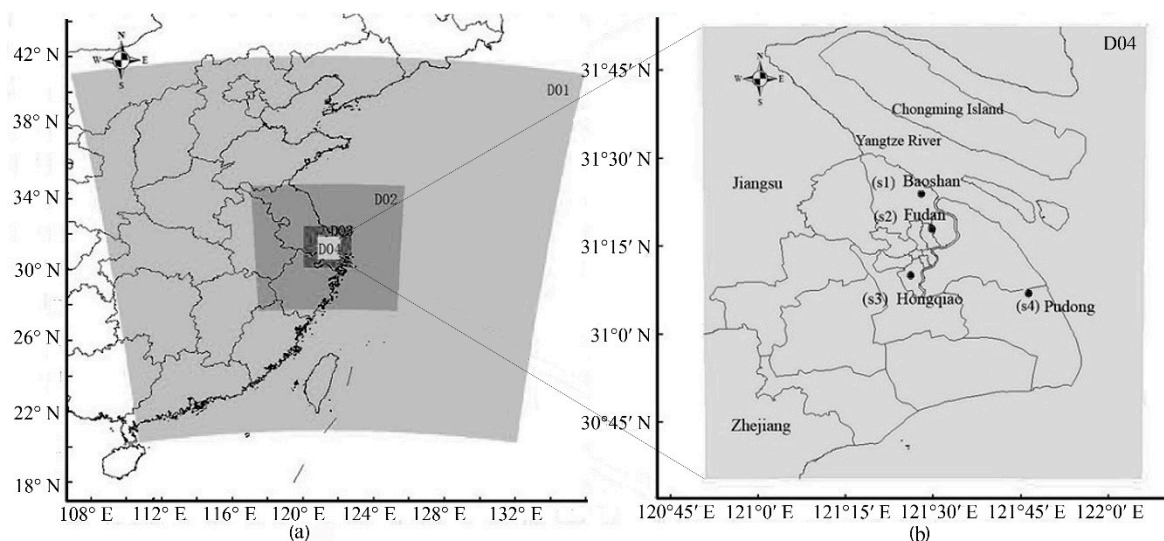 42° N
38° N
34° N
30° N
26° N
22° N
18° N
108° E 112° E 116° E 120° E 124° E 128° E 132° E
(a)
N
W E
S
D01
D02
D03
D04
31°45′ N
31°30′ N
31°15′ N
31°0′ N
30°45′ N
120°45′ E 121°0′ E 121°15′ E 121°30′ E 121°45′ E 122°0′ E
(b)
N
W E
S
D04
Chongming Island
Yangtze River
Jiangsu
(s1) Baoshan
(s2) Fudan
(s3) Hongqiao
(s4) Pudong
Zhejiang